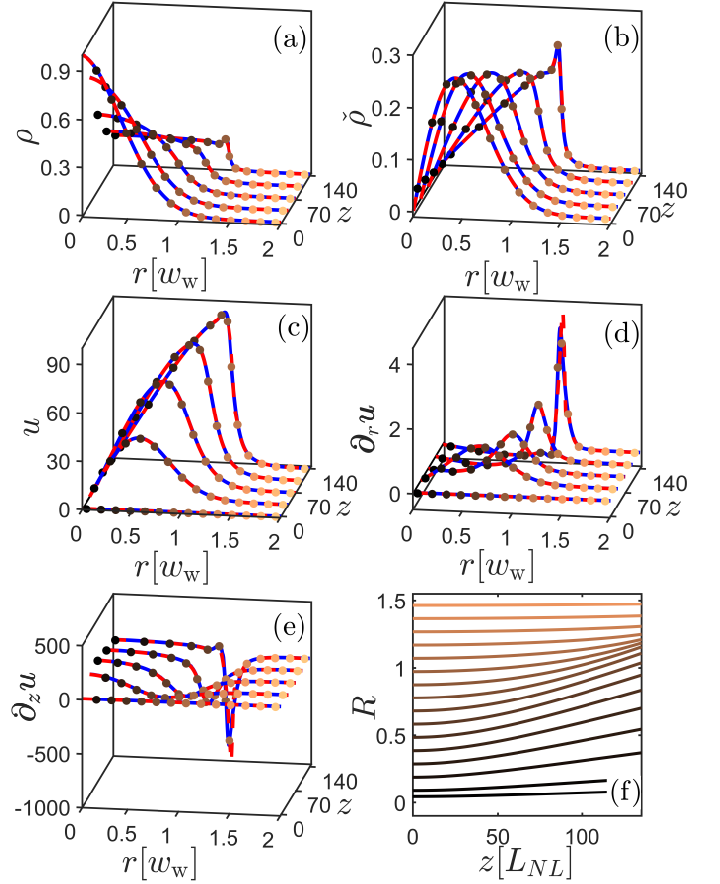 (a)
0.9
0.6
0.3
0
ρ
0 0.5 1 1.5 2
r[w_w]
0 70 140
z
(b)
0.3
0.2
0.1
0
ρ̌
0 0.5 1 1.5 2
r[w_w]
0 70 140
z
(c)
90
60
30
0
u
0 0.5 1 1.5 2
r[w_w]
0 70 140
z
(d)
4
2
0
∂_r u
0 0.5 1 1.5 2
r[w_w]
0 70 140
z
(e)
500
0
-500
-1000
∂_z u
0 0.5 1 1.5 2
r[w_w]
0 70 140
z
1.5
1
0.5
0
R
(f)
0 50 100
z[L_{NL}]